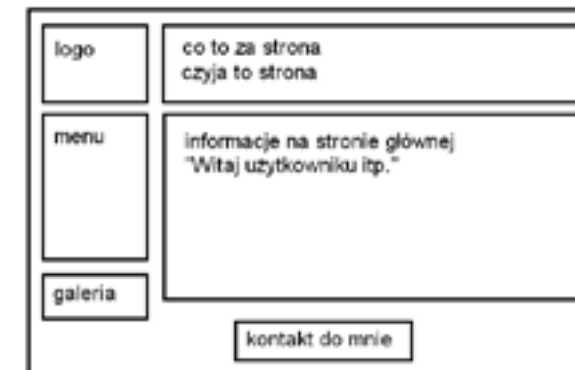 logo
co to za strona
czyja to strona
menu
informacje na stronie głównej
"Witaj użytkowniku itp."
galeria
kontakt do mnie